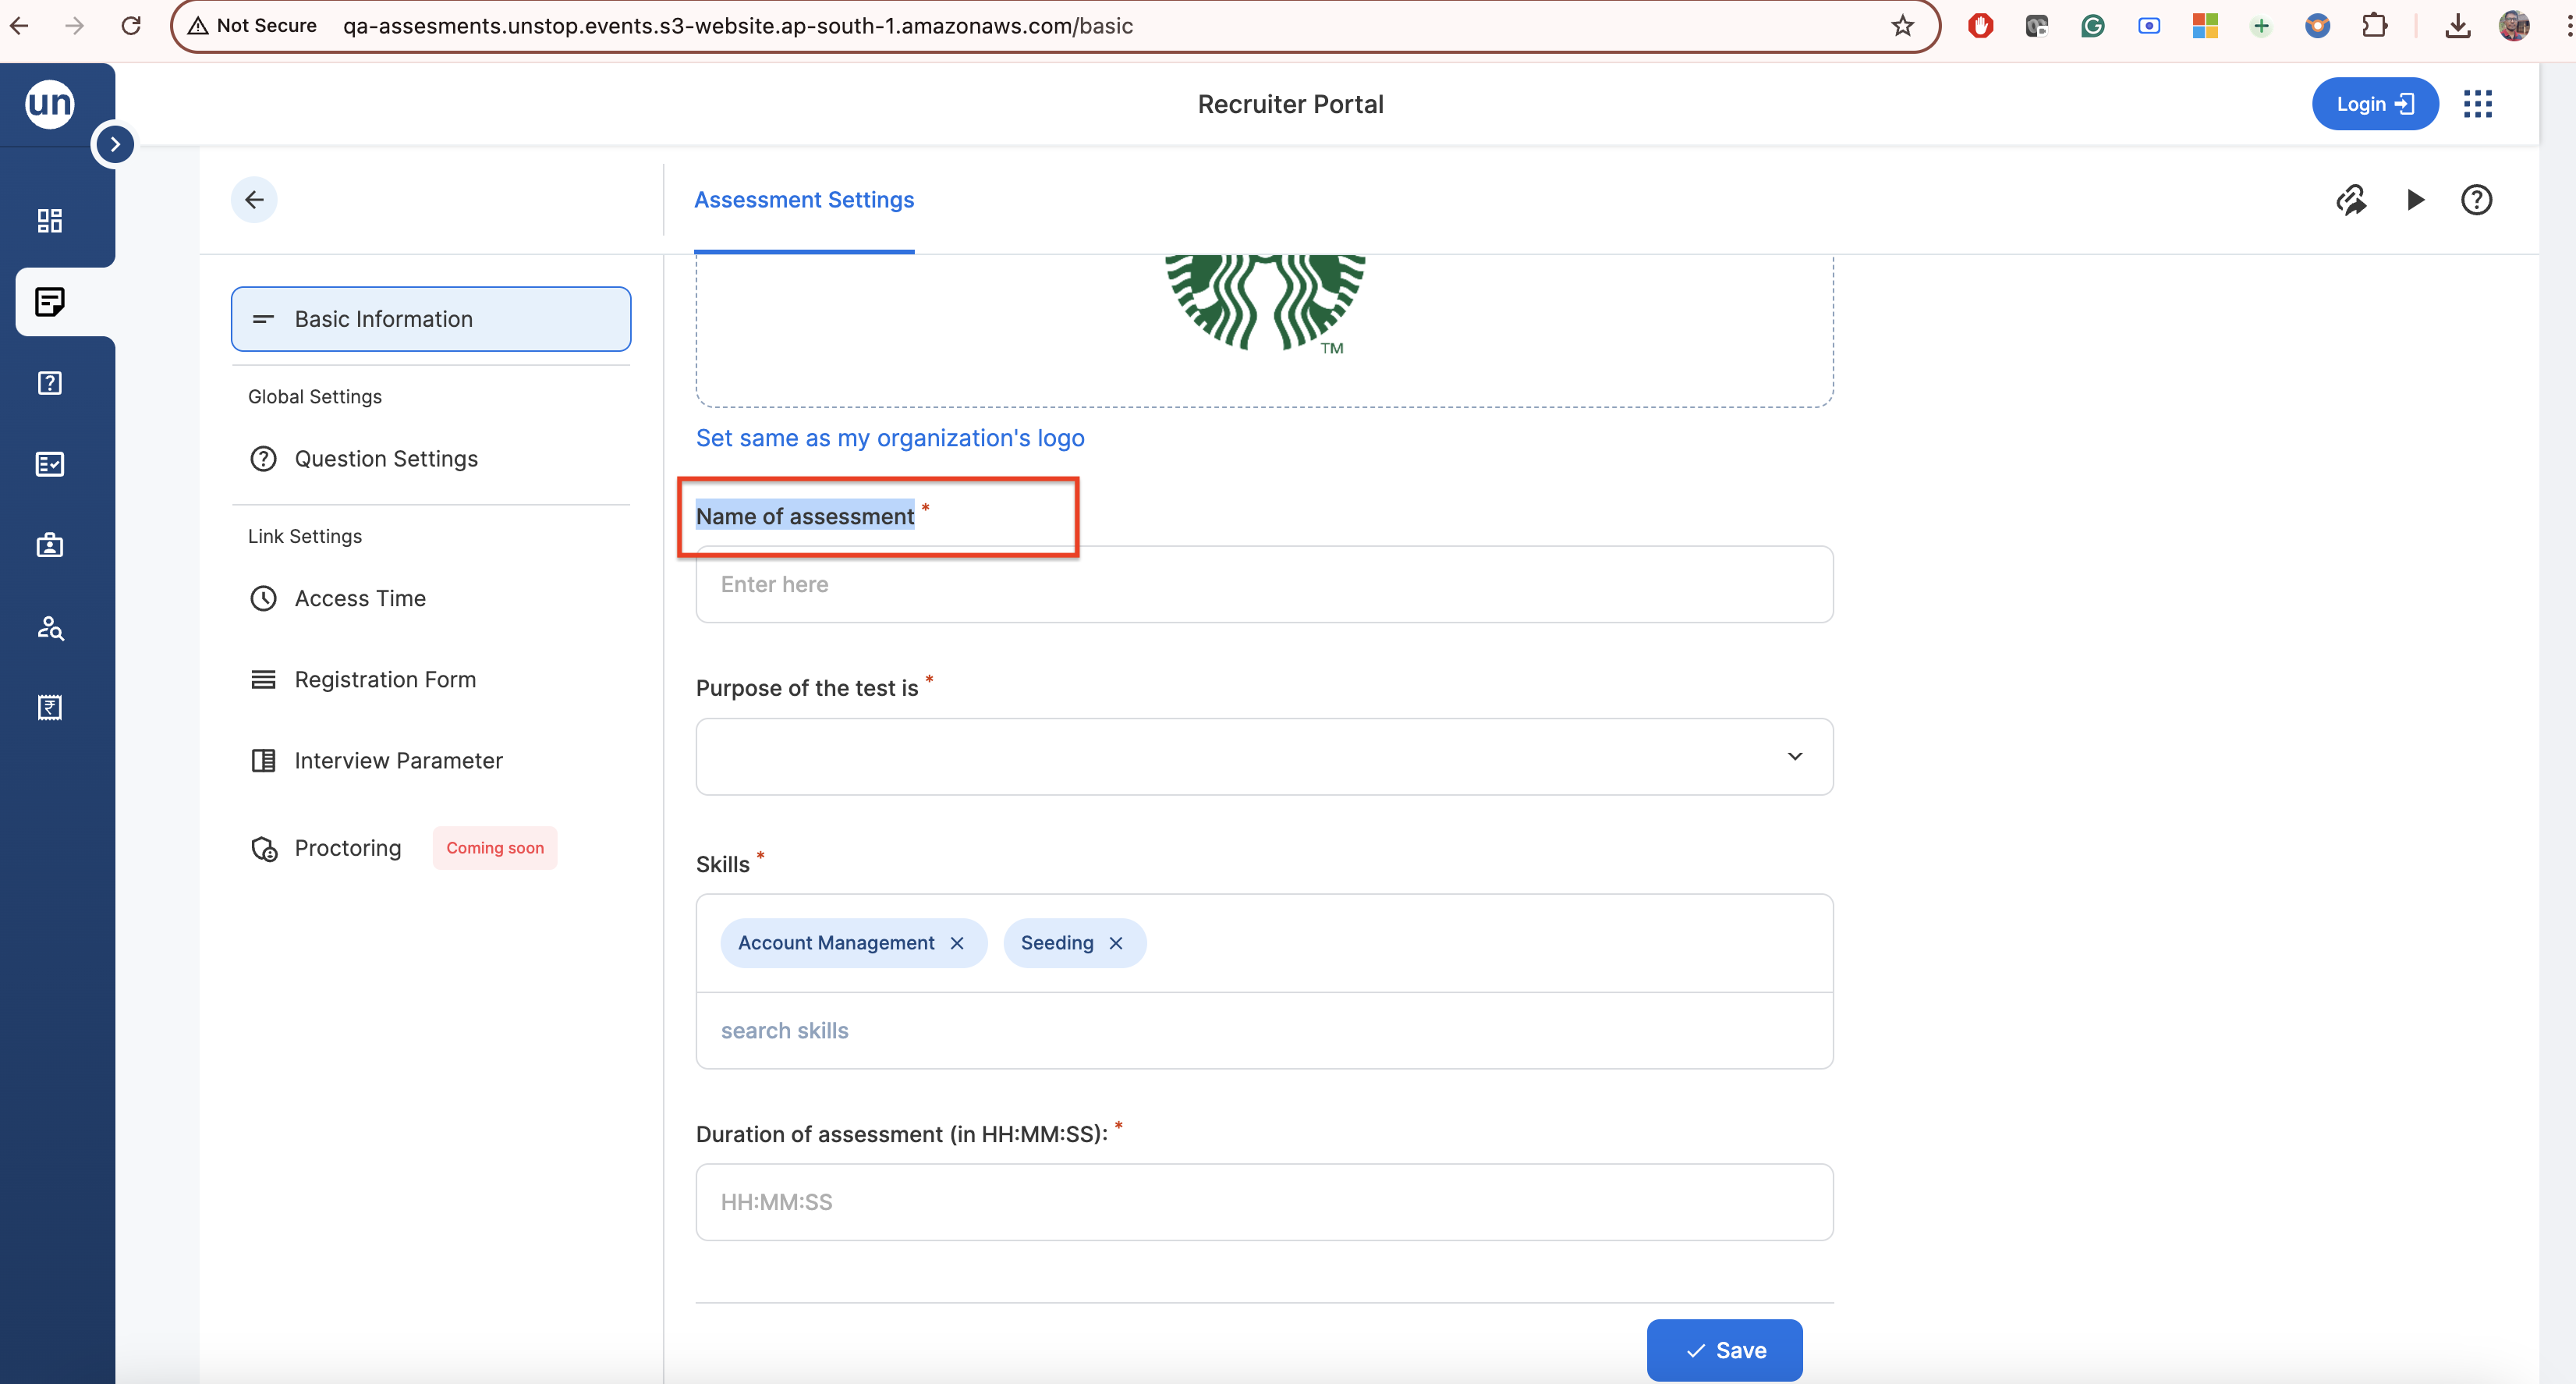 Not Secure qa-assesments.unstop.events.s3-website.ap-south-1.amazonaws.com/basic
un
Recruiter Portal
Login
Assessment Settings
Basic Information
Global Settings
Question Settings
Link Settings
Access Time
Registration Form
Interview Parameter
Proctoring Coming soon
TM
Set same as my organization's logo
Name of assessment *
Enter here
Purpose of the test is *
Skills *
Account Management Seeding
search skills
Duration of assessment (in HH:MM:SS): *
HH:MM:SS
Save